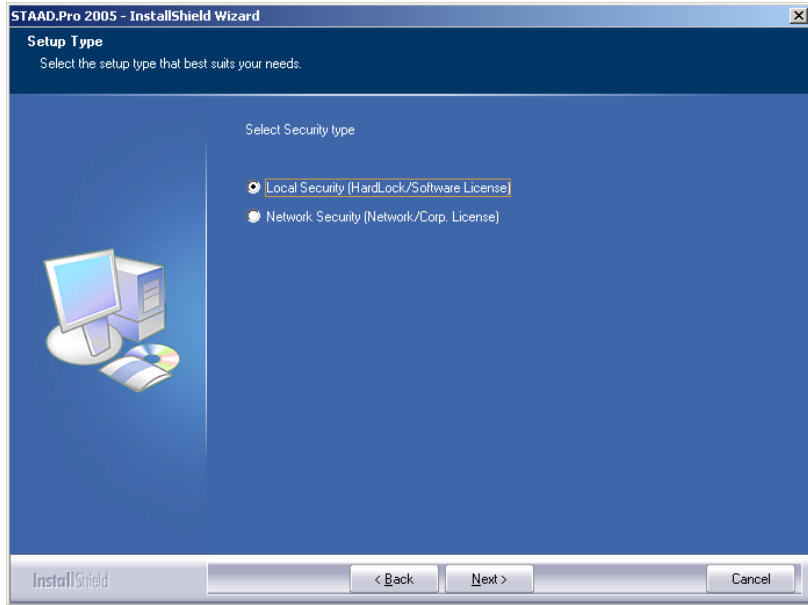 STAAD.Pro 2005 - InstallShield Wizard
Setup Type
Select the setup type that best suits your needs.
Select Security type
Local Security (HardLock/Software License)
Network Security (Network/Corp. License)
InstallShield
< Back
Next >
Cancel